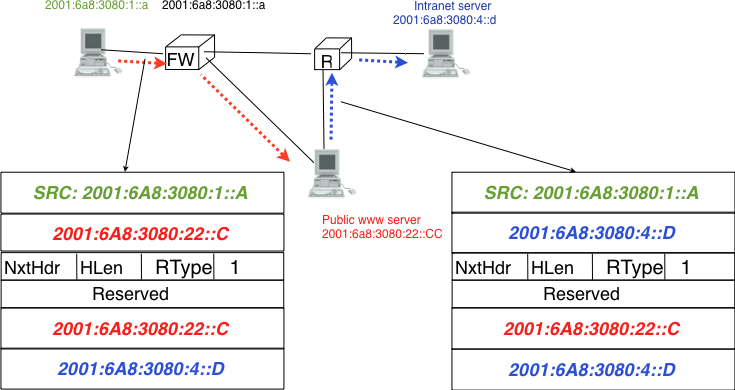 2001:6a8:3080:1::a
2001:6a8:3080:1::a
Intranet server
2001:6a8:3080:4::d
FW
R
Public www server
2001:6a8:3080:22::CC
SRC: 2001:6A8:3080:1::A
2001:6A8:3080:22::C
NxtHdr HLen RType 1
Reserved
2001:6A8:3080:22::C
2001:6A8:3080:4::D
SRC: 2001:6A8:3080:1::A
2001:6A8:3080:4::D
NxtHdr HLen RType 1
Reserved
2001:6A8:3080:22::C
2001:6A8:3080:4::D